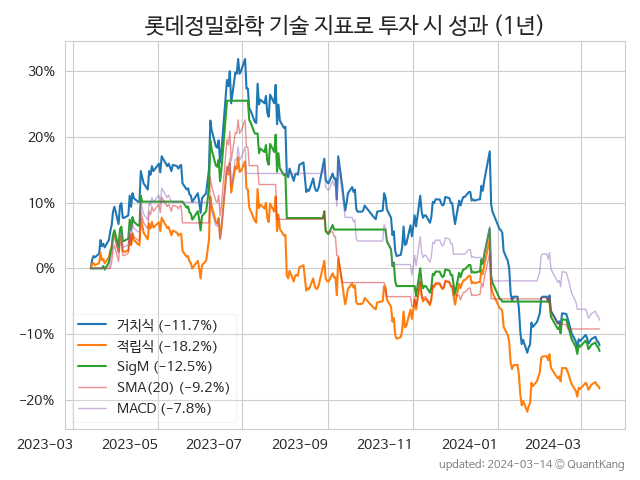 롯데정밀화학 기술 지표로 투자 시 성과 (1년)
30%
20%
10%
0%
−10%
−20%
거치식 (−11.7%)
적립식 (−18.2%)
SigM (−12.5%)
SMA(20) (−9.2%)
MACD (−7.8%)
2023-03 2023-05 2023-07 2023-09 2023-11 2024-01 2024-03
updated: 2024-03-14 © QuantKang